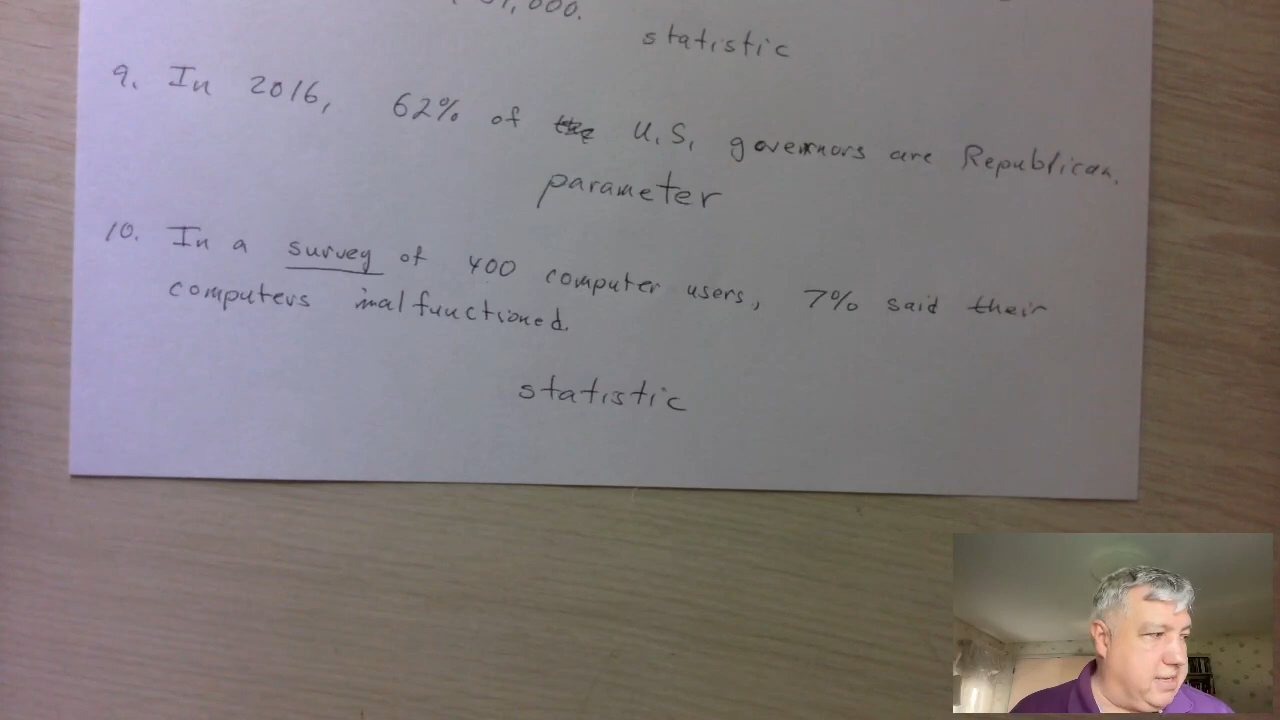 000.
statistic
9. In 2016, 62% of the U.S. governors are Republican.
parameter
10. In a survey of 400 computer users, 7% said their
computers malfunctioned.
statistic